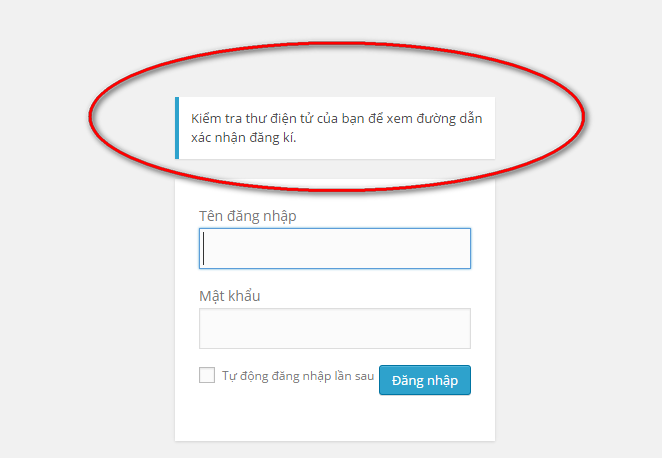 Kiểm tra thư điện tử của bạn để xem đường dẫn
xác nhận đăng kí.
Tên đăng nhập
Mật khẩu
Tự động đăng nhập lần sau
Đăng nhập